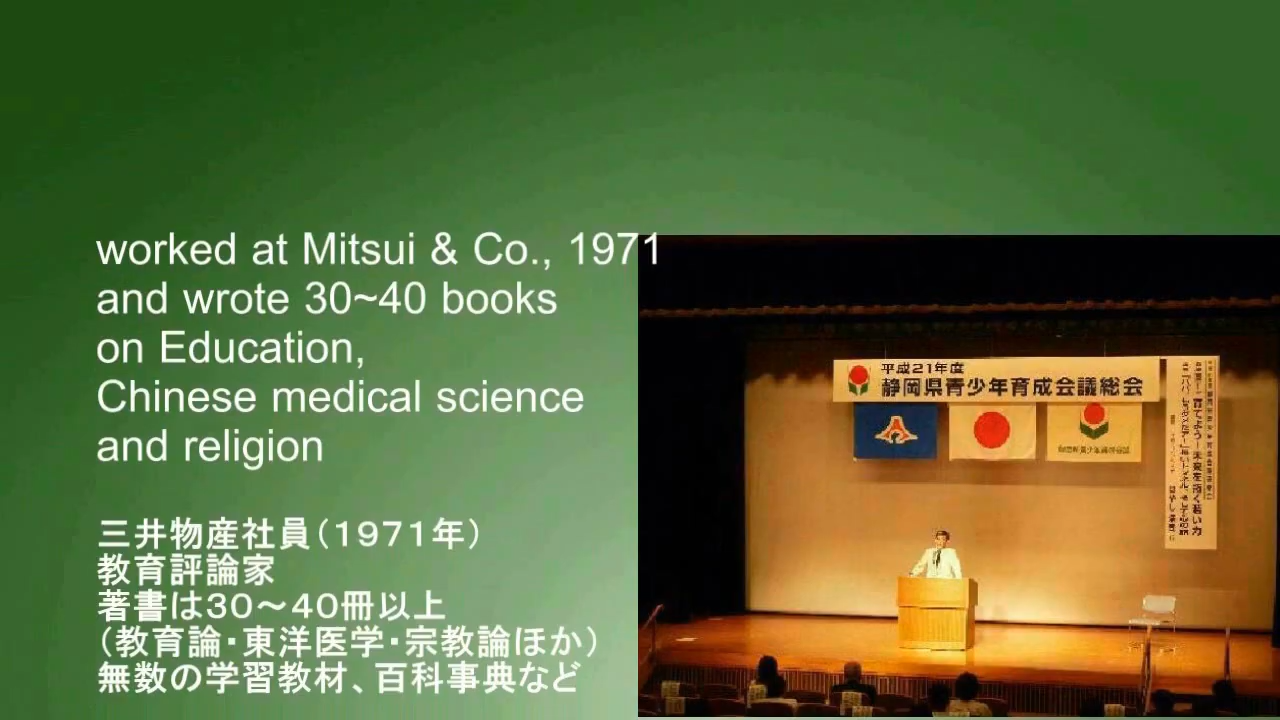 worked at Mitsui & Co., 1971
and wrote 30~40 books
on Education,
Chinese medical science
and religion
三井物産社員（１９７１年）
教育評論家
著書は３０～４０冊以上
（教育論・東洋医学・宗教論ほか）
無数の学習教材、百科事典など
平成21年度
静岡県青少年育成会議総会